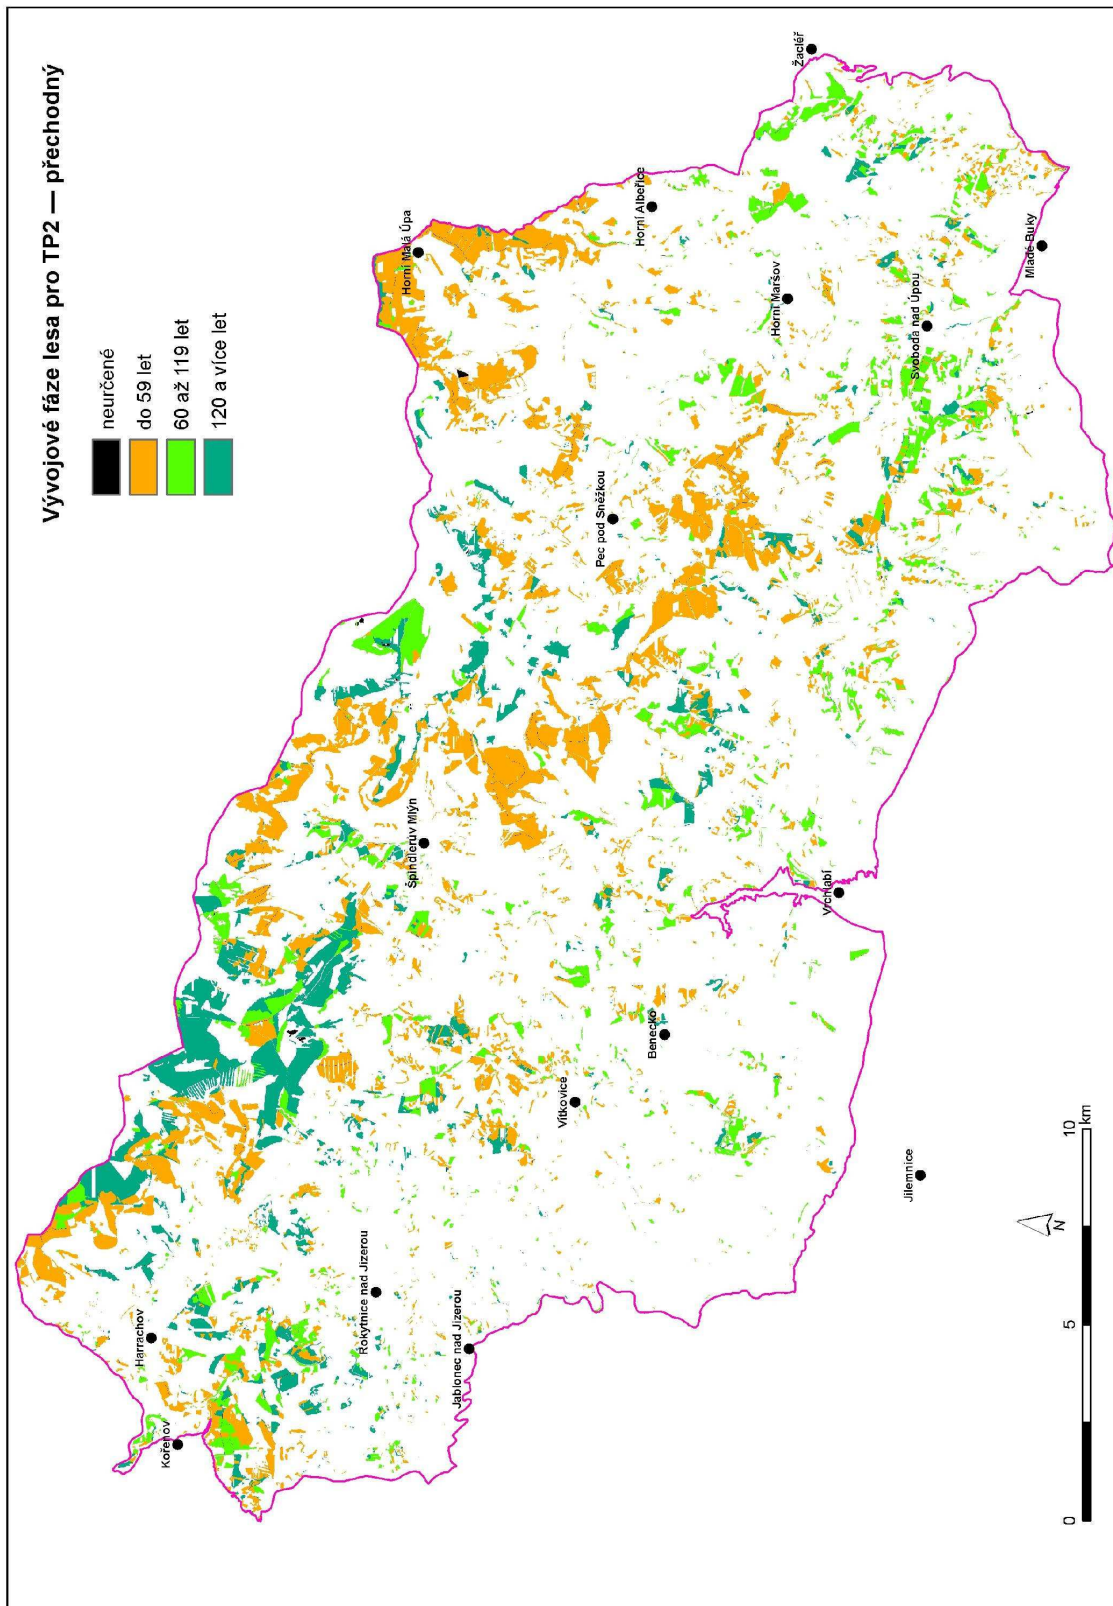 Vývojové fáze lesa pro TP2 — přechodný
neurčené
do 59 let
60 až 119 let
120 a více let
Kořenov
Harrachov
Rokytnice nad Jizerou
Jablonec nad Jizerou
Vítkovice
Benecko
Jilemnice
Špindlerův Mlýn
Vrchlabí
Pec pod Sněžkou
Horní Malá Úpa
Horní Albeřice
Horní Maršov
Svoboda nad Úpou
Mladé Buky
Žacléř
N
0
5
10
km